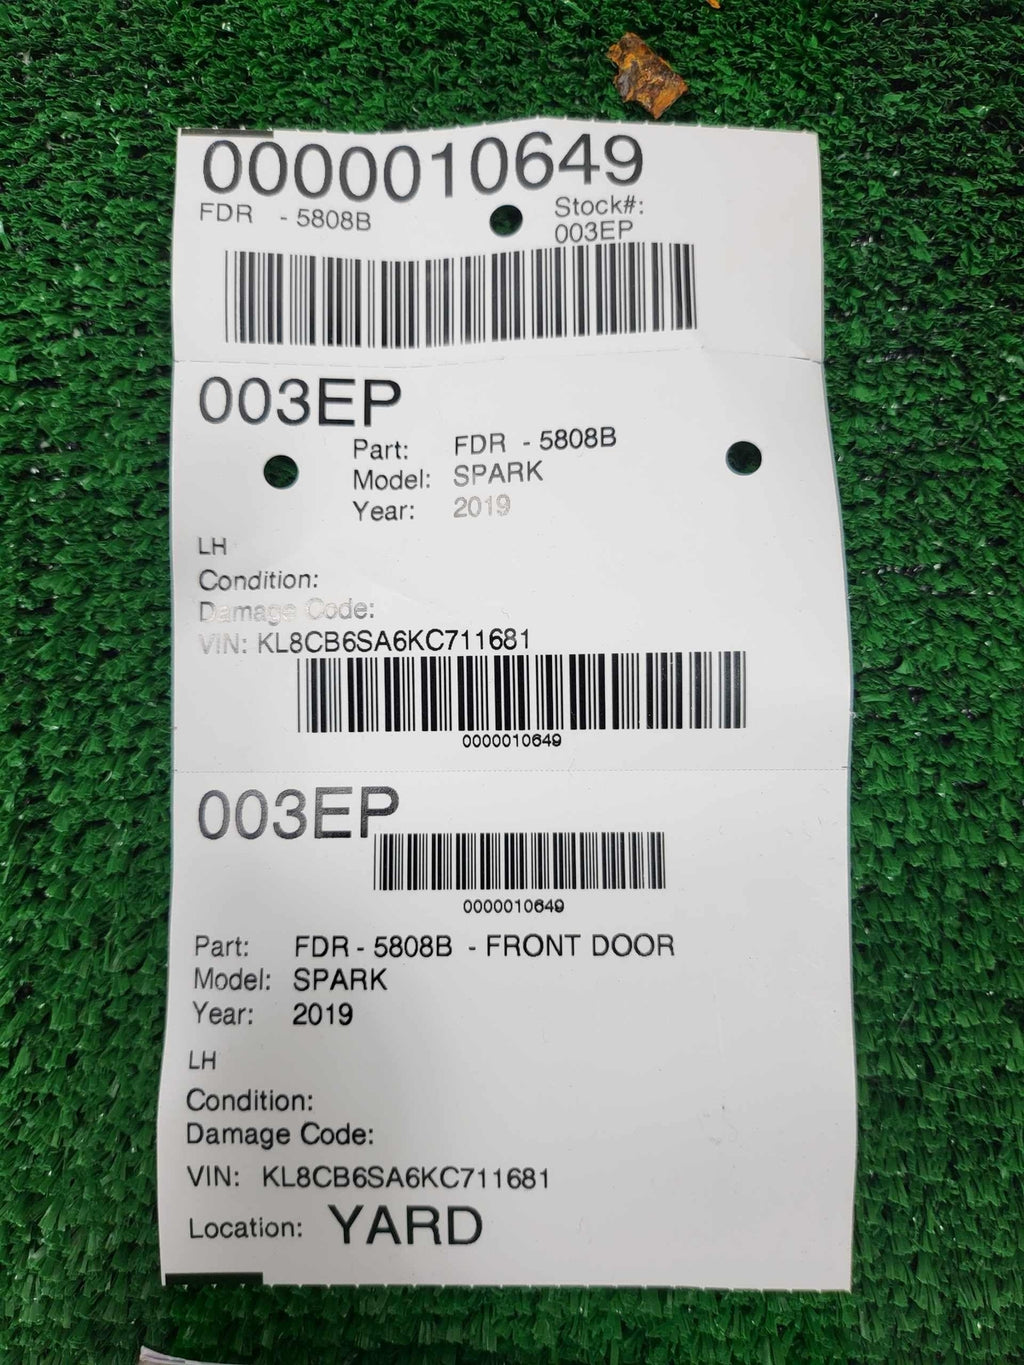 0000010649
FDR - 5808B
Stock#:
003EP
003EP
Part: FDR - 5808B
Model: SPARK
Year: 2019
LH
Condition:
Damage Code:
VIN: KL8CB6SA6KC711681
0000010649
003EP
0000010649
Part: FDR - 5808B - FRONT DOOR
Model: SPARK
Year: 2019
LH
Condition:
Damage Code:
VIN: KL8CB6SA6KC711681
Location: YARD